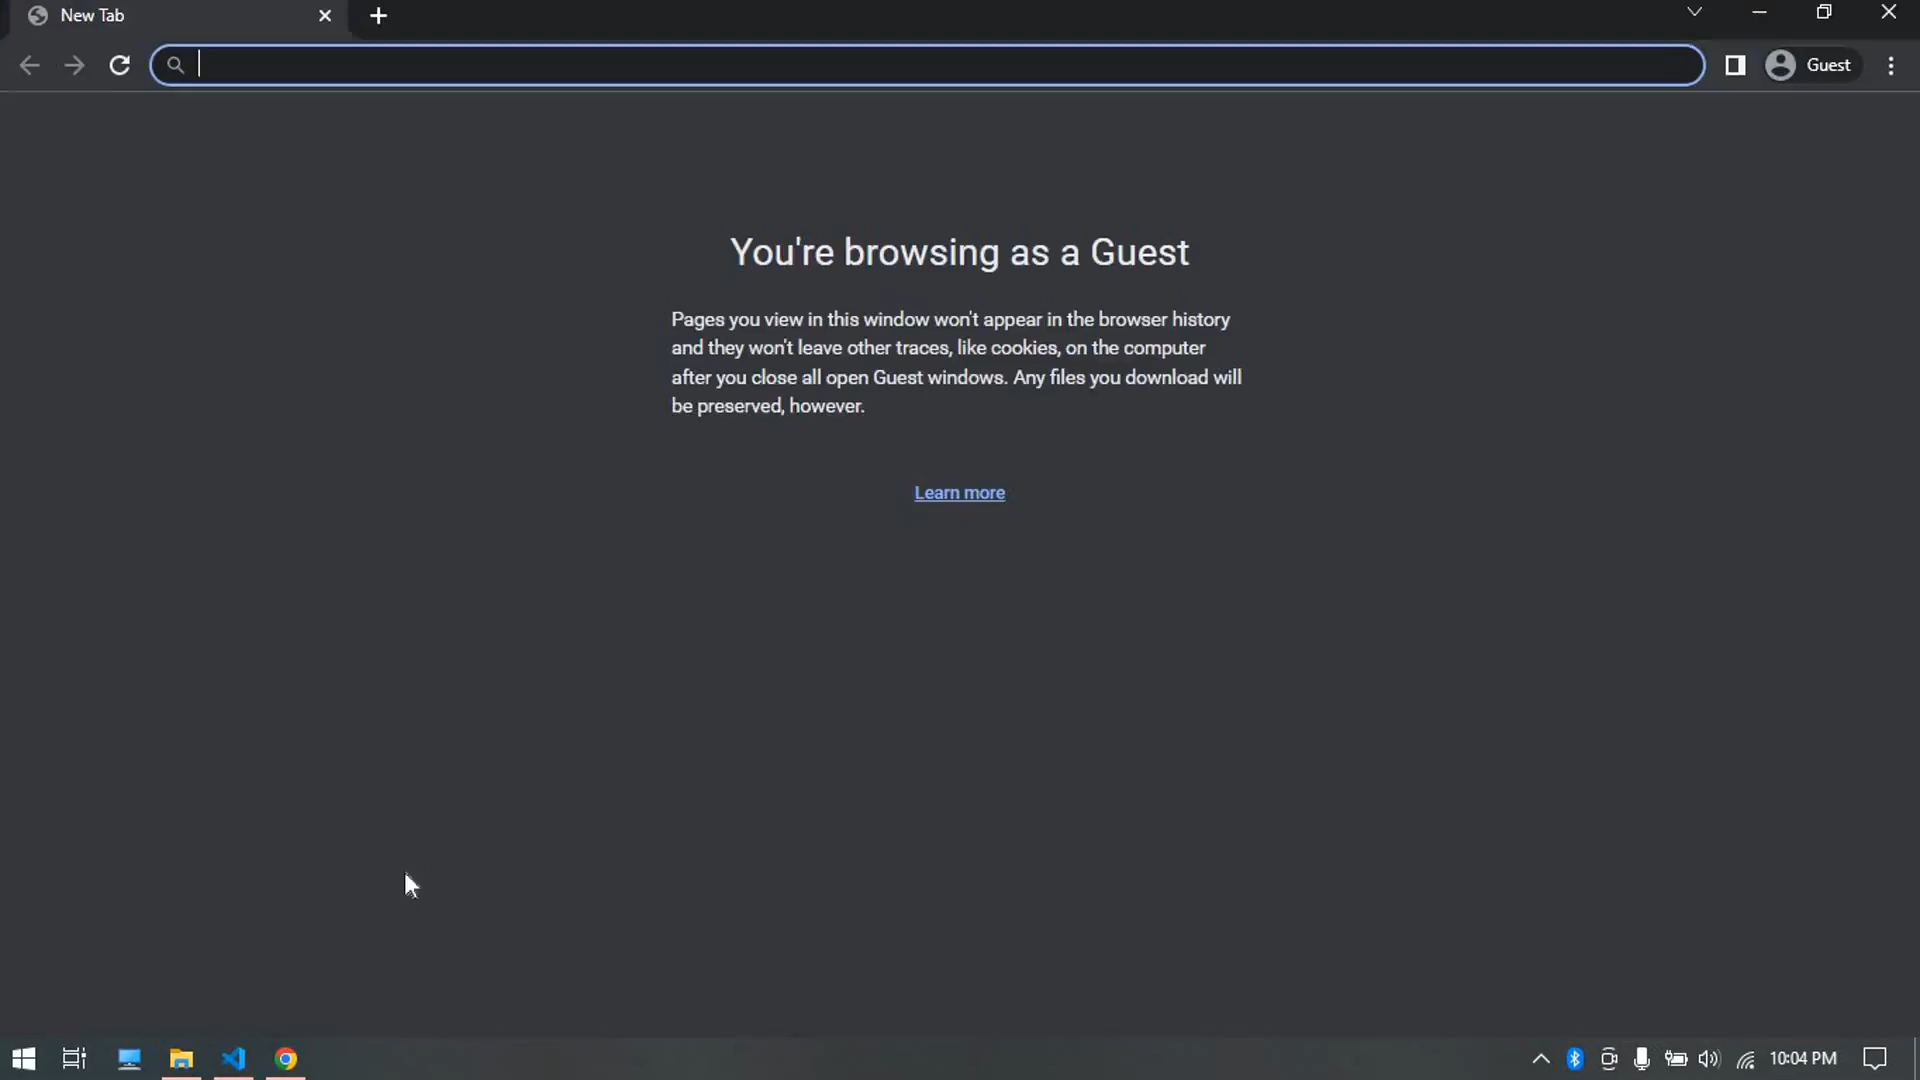 New Tab
Guest
You're browsing as a Guest
Pages you view in this window won't appear in the browser history
and they won't leave other traces, like cookies, on the computer
after you close all open Guest windows. Any files you download will
be preserved, however.
Learn more
10:04 PM